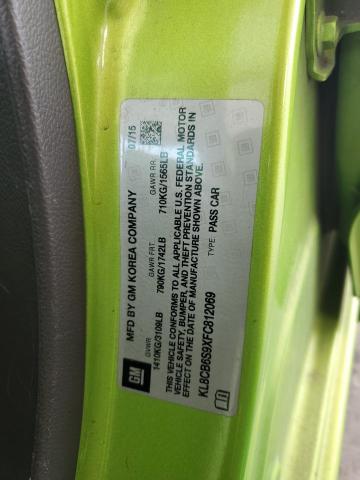 MFD BY GM KOREA COMPANY 07/15
GM
GVWR GAWR FRT GAWR RR
1410KG/3109LB 790KG/1742LB 710KG/1565LB
THIS VEHICLE CONFORMS TO ALL APPLICABLE U.S. FEDERAL MOTOR
VEHICLE SAFETY, BUMPER, AND THEFT PREVENTION STANDARDS IN
EFFECT ON THE DATE OF MANUFACTURE SHOWN ABOVE.
TYPE: PASS CAR
KL8CB6S9XFC812069